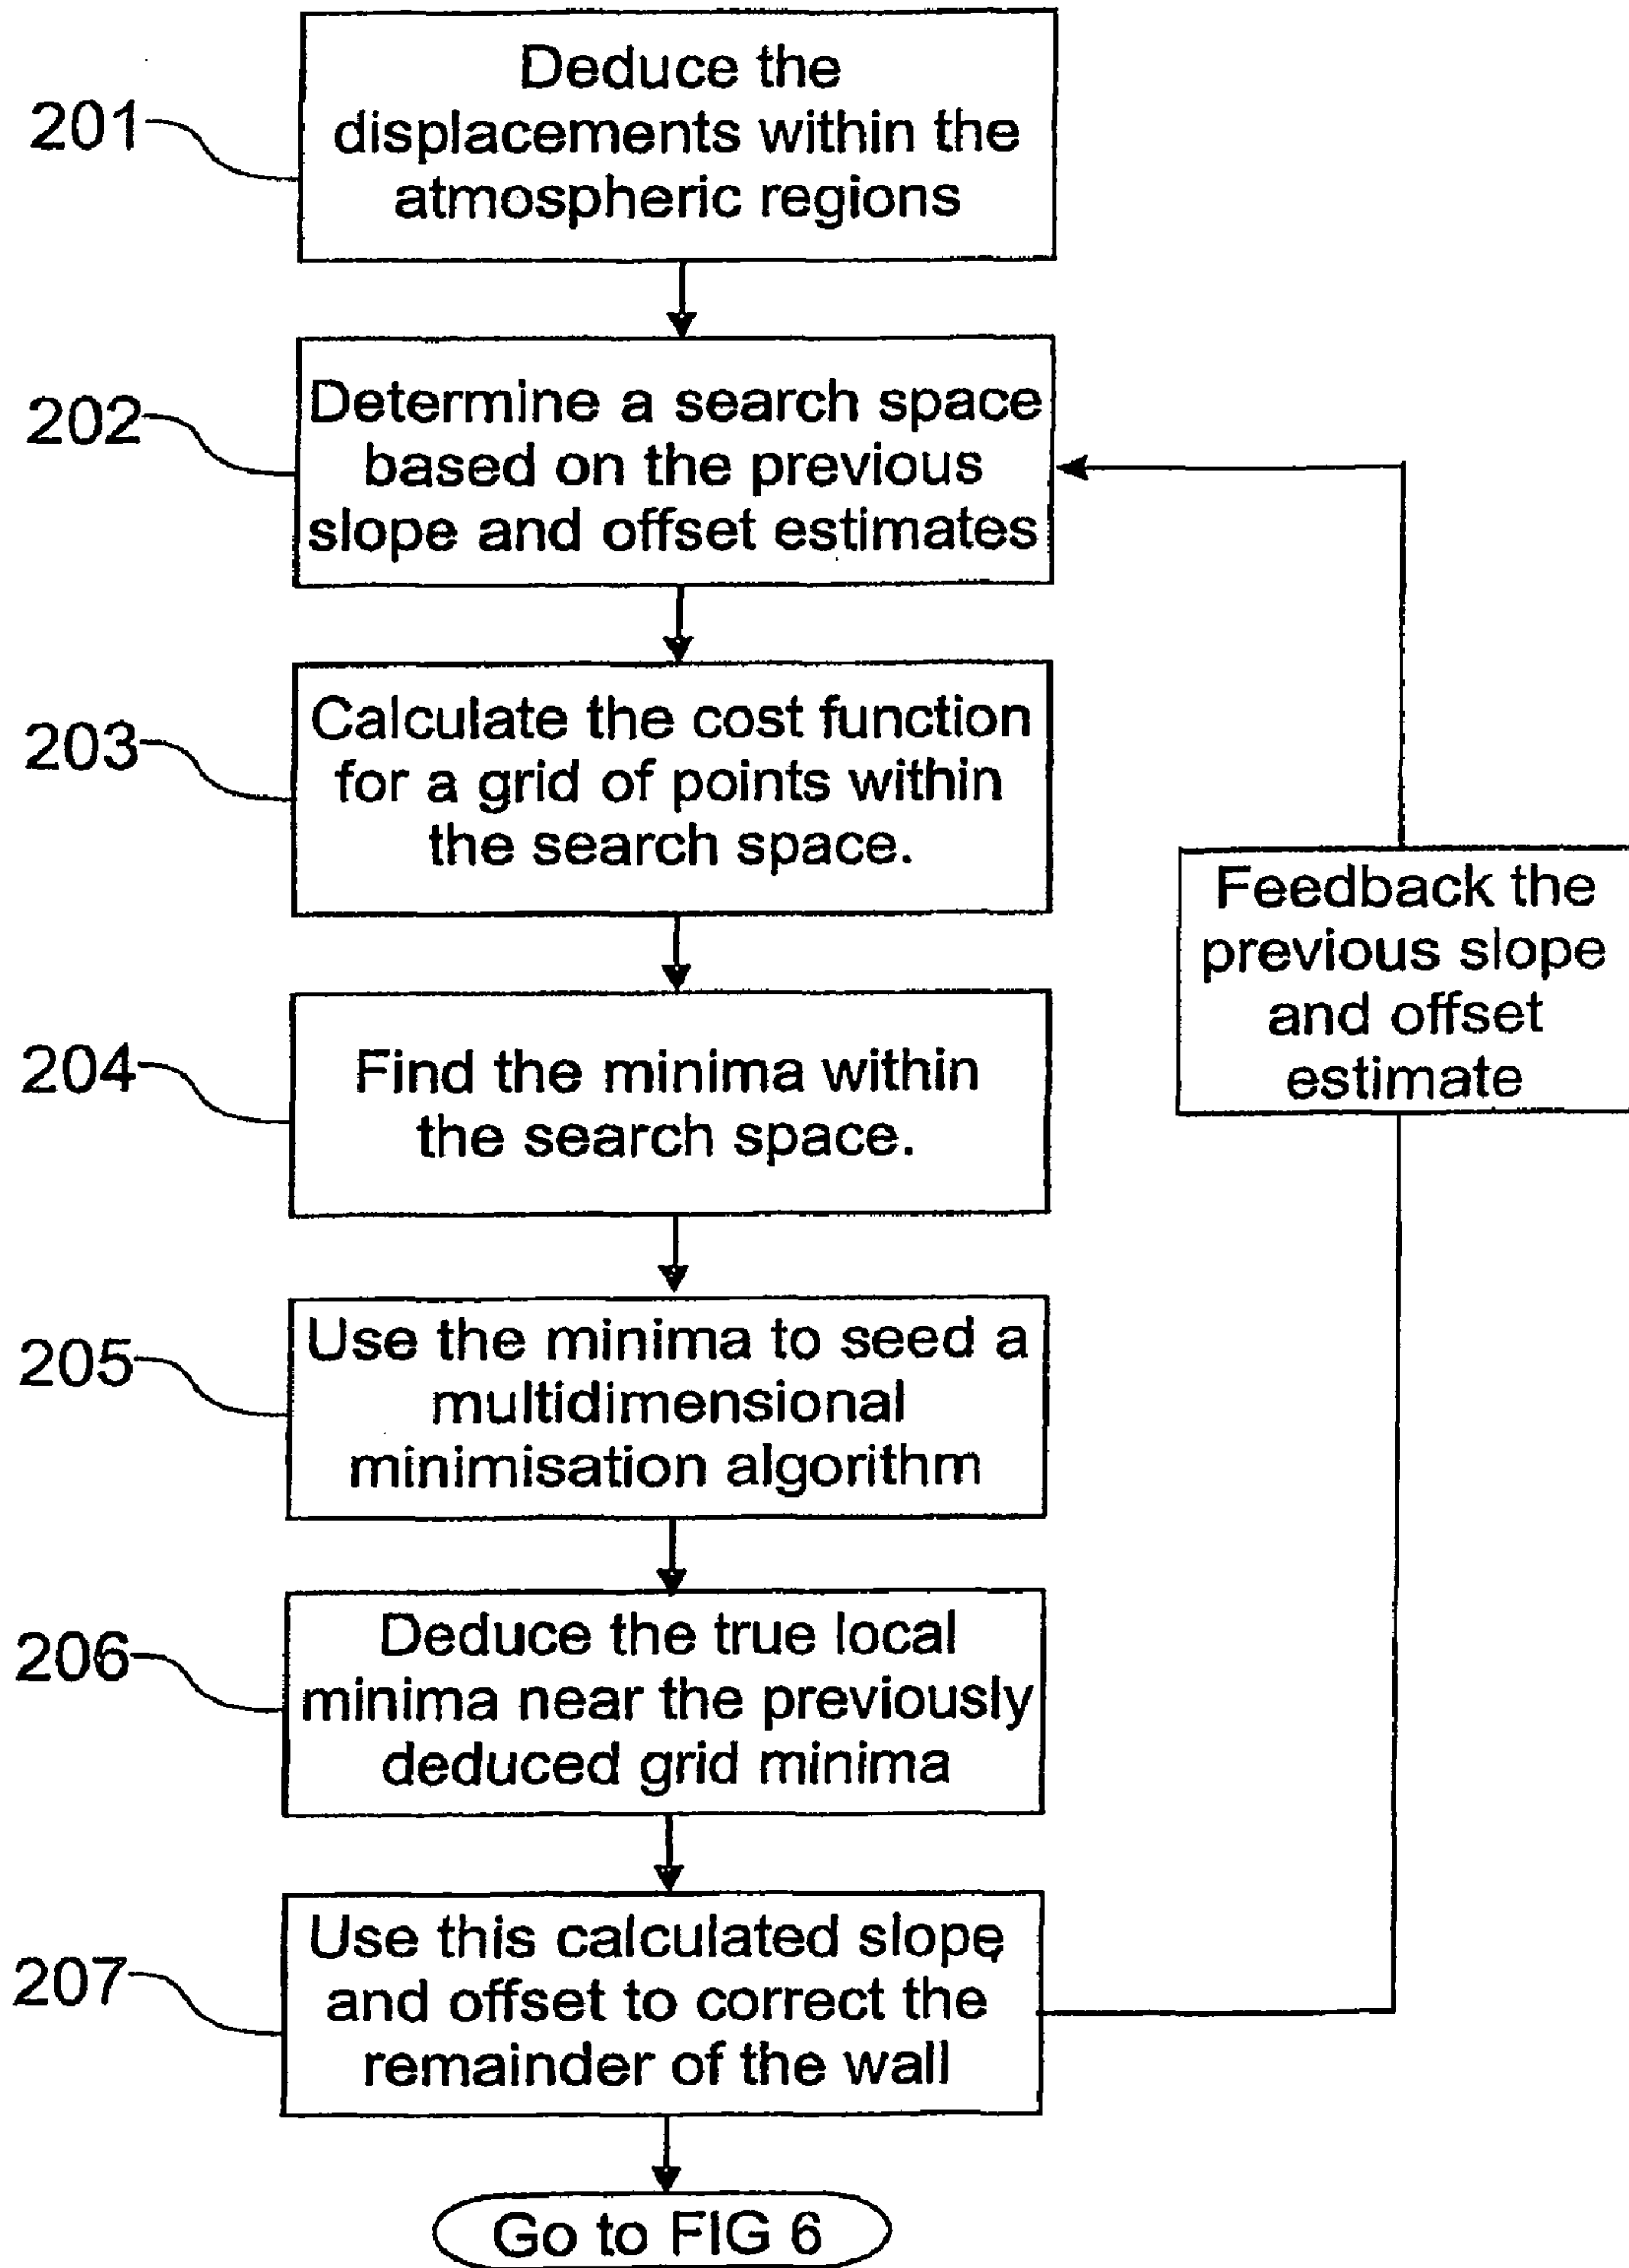 201
Deduce the
displacements within the
atmospheric regions
202
Determine a search space
based on the previous
slope and offset estimates
203
Calculate the cost function
for a grid of points within
the search space.
Feedback the
previous slope
and offset
estimate
204
Find the minima within
the search space.
205
Use the minima to seed a
multidimensional
minimisation algorithm
206
Deduce the true local
minima near the previously
deduced grid minima
207
Use this calculated slope
and offset to correct the
remainder of the wall
Go to FIG 6